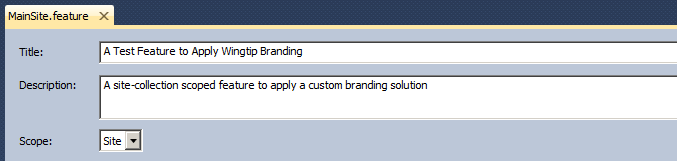 MainSite.feature
Title: A Test Feature to Apply Wingtip Branding
Description: A site-collection scoped feature to apply a custom branding solution
Scope: Site